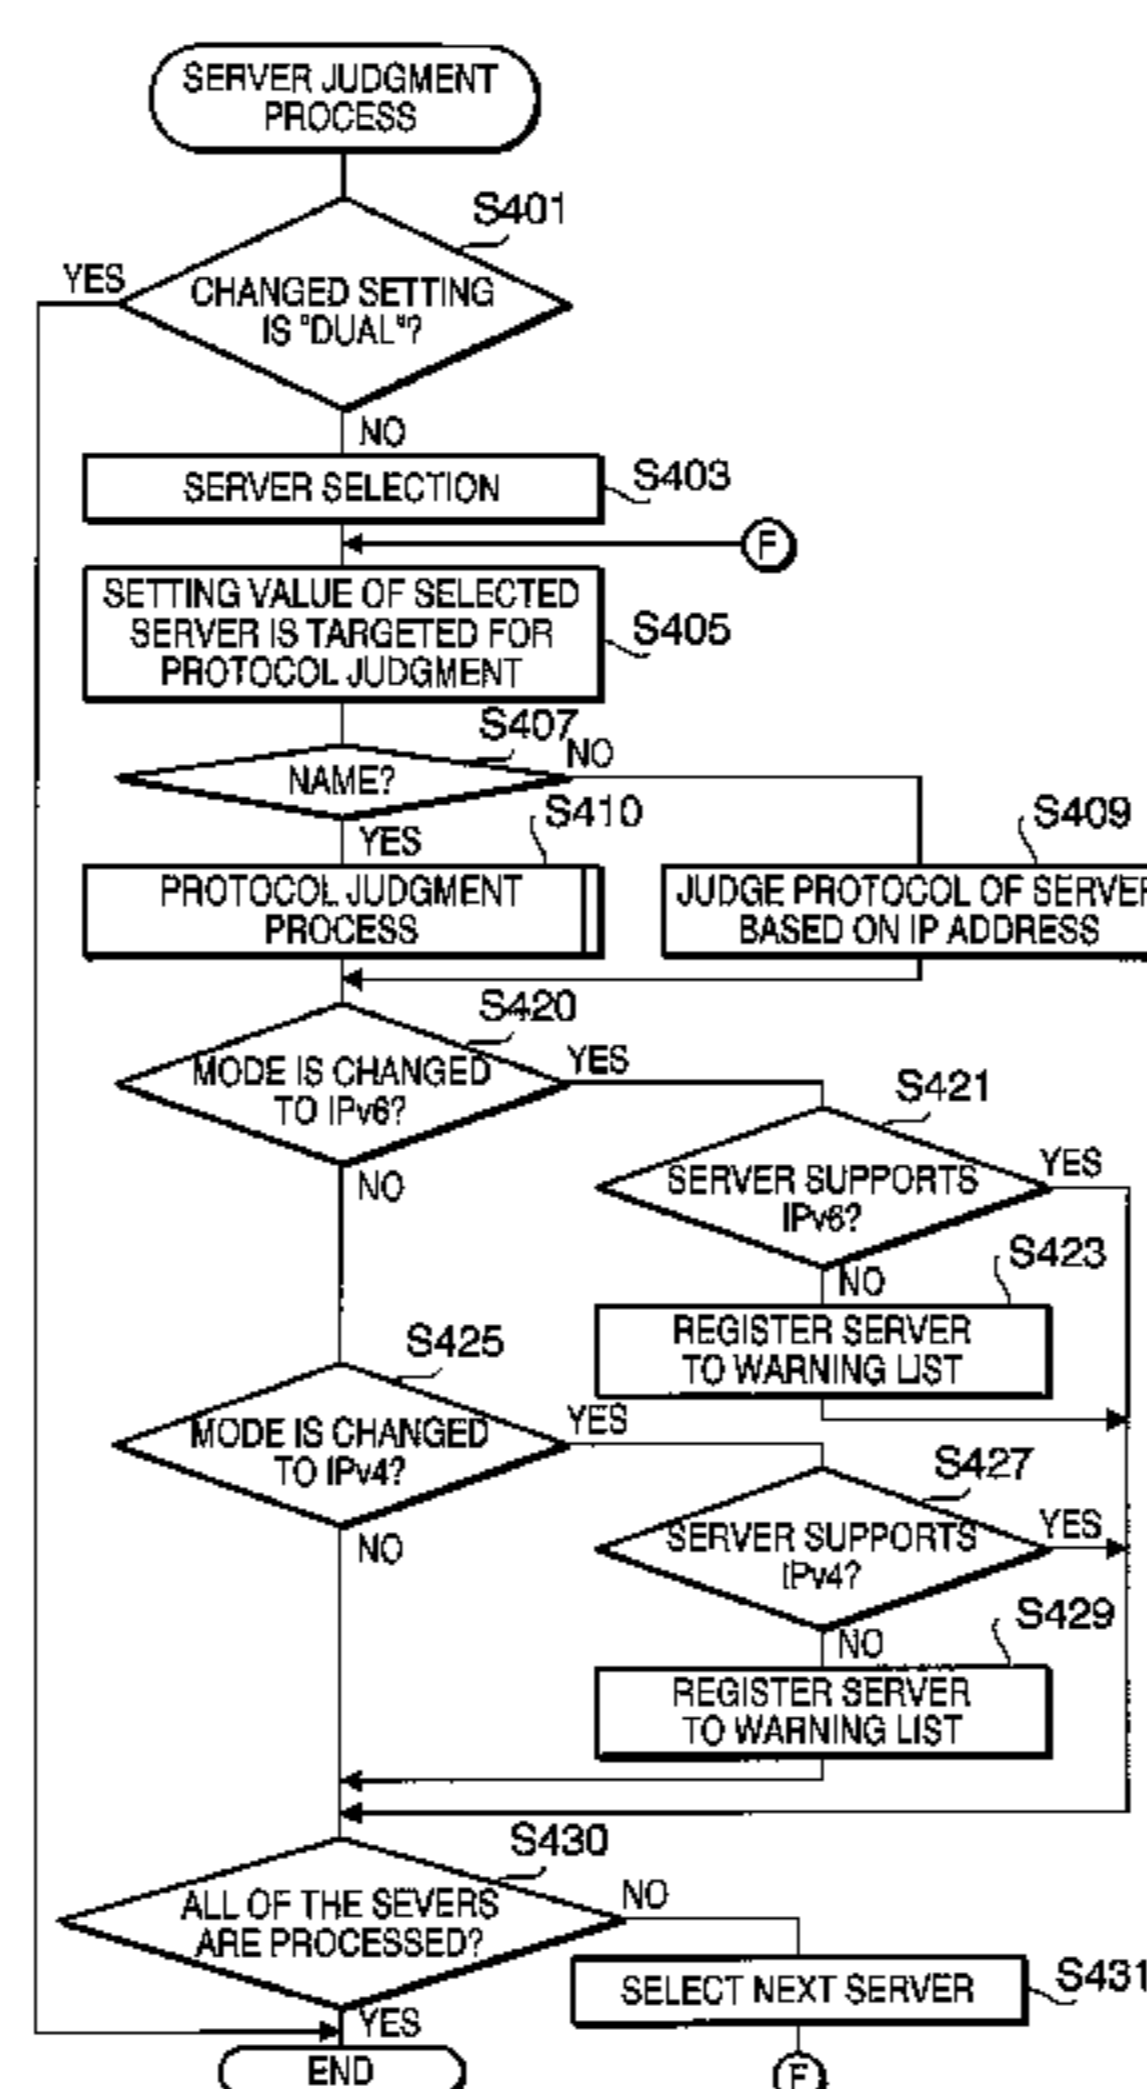 SERVER JUDGMENT
PROCESS
S401
YES
CHANGED SETTING
IS "DUAL"?
NO
SERVER SELECTION
S403
F
SETTING VALUE OF SELECTED
SERVER IS TARGETED FOR
PROTOCOL JUDGMENT
S405
S407
NO
NAME?
YES
S410
S409
PROTOCOL JUDGMENT
PROCESS
JUDGE PROTOCOL OF SERVER
BASED ON IP ADDRESS
S420
MODE IS CHANGED
TO IPv6?
YES
NO
S421
SERVER SUPPORTS
IPv6?
YES
NO
S423
REGISTER SERVER
TO WARNING LIST
S425
MODE IS CHANGED
TO IPv4?
YES
NO
S427
SERVER SUPPORTS
IPv4?
YES
NO
S429
REGISTER SERVER
TO WARNING LIST
S430
ALL OF THE SEVERS
ARE PROCESSED?
NO
YES
SELECT NEXT SERVER
S431
END
F